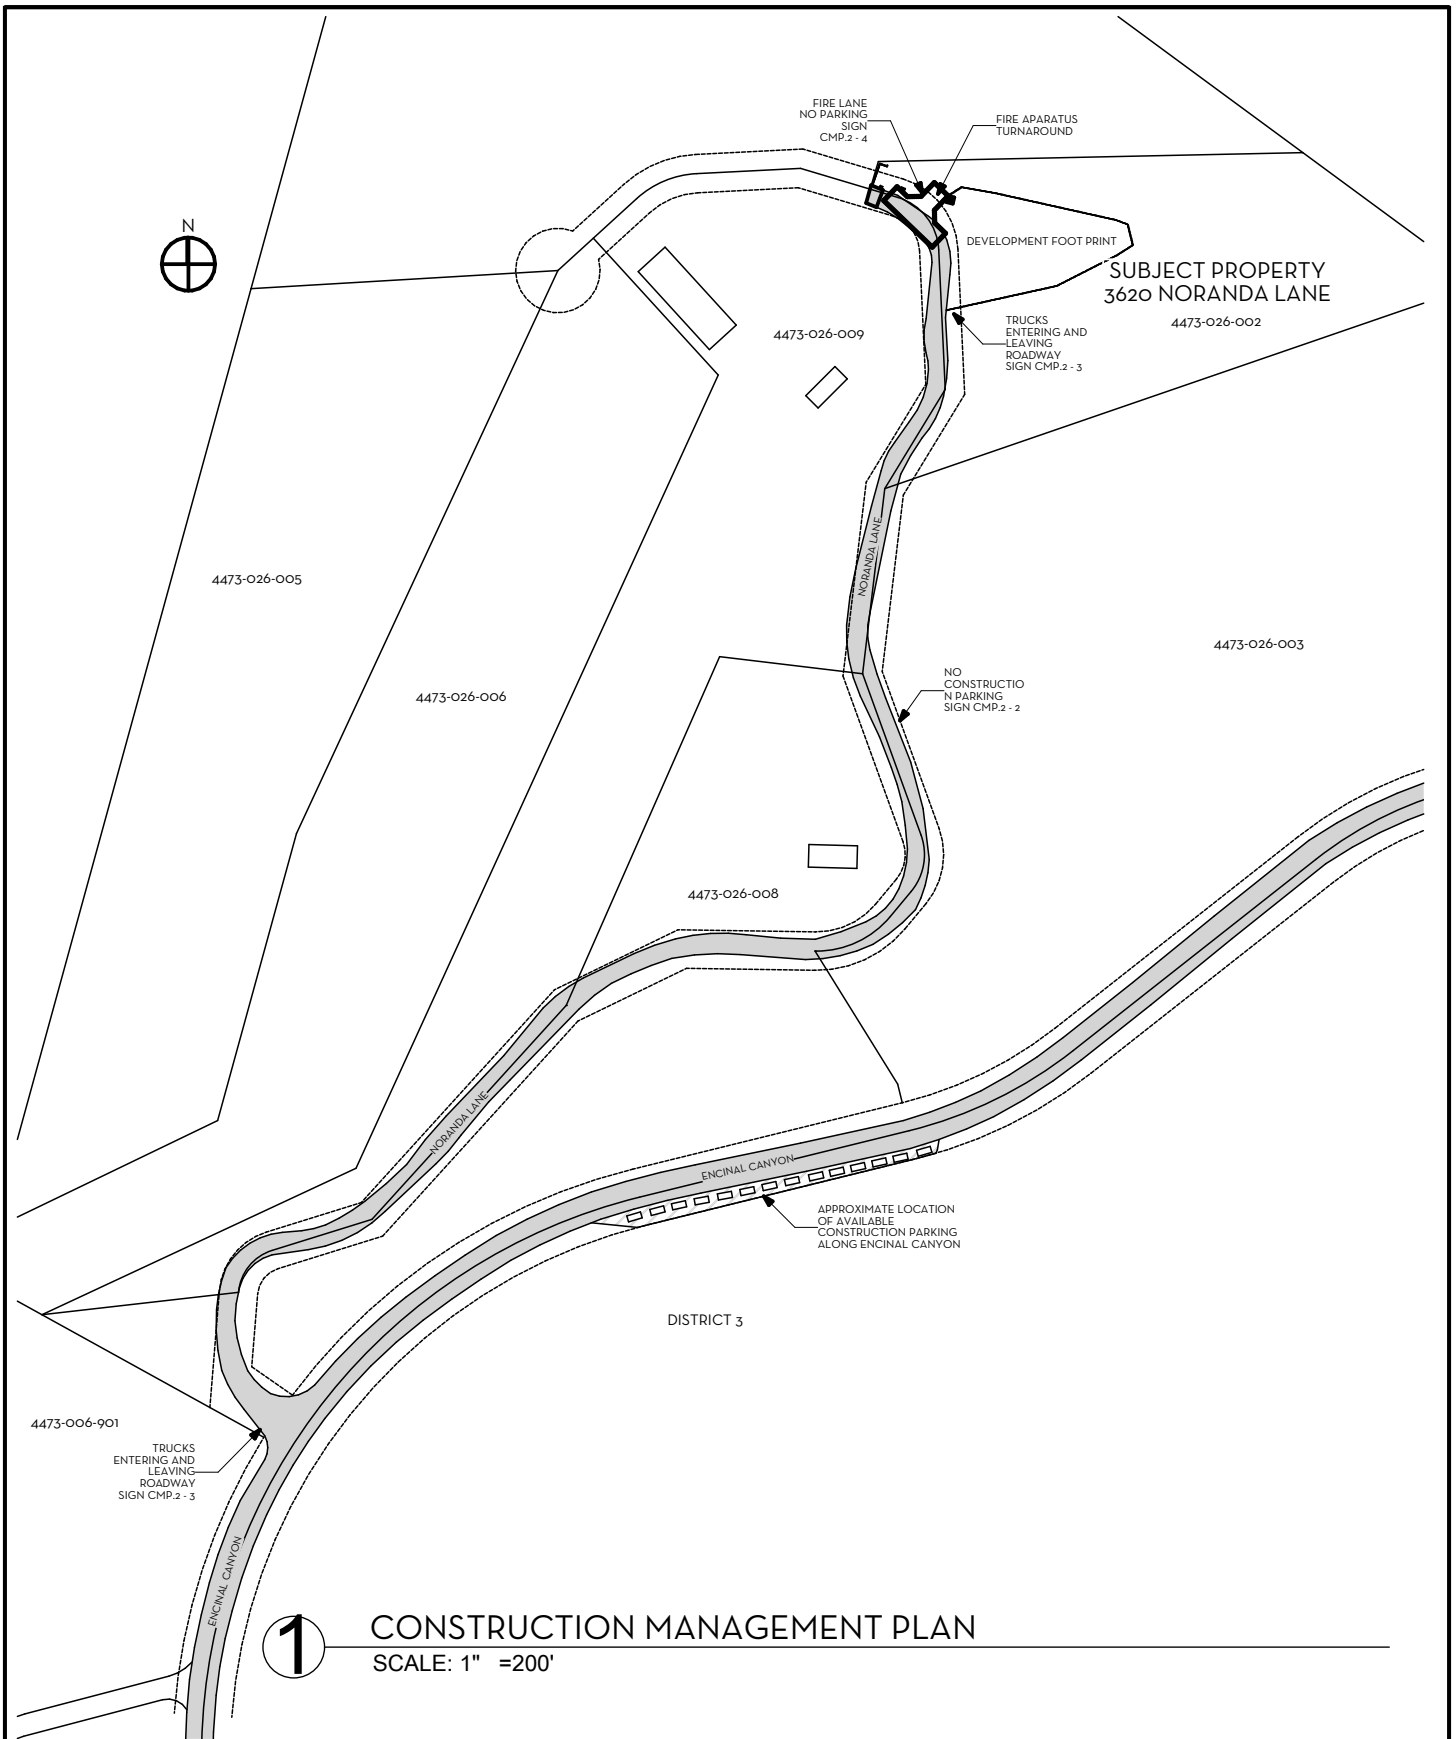 FIRE LANE
NO PARKING
SIGN
CMP.2 - 4
FIRE APARATUS
TURNAROUND
N
DEVELOPMENT FOOT PRINT
SUBJECT PROPERTY
3620 NORANDA LANE
4473-026-002
TRUCKS
ENTERING AND
LEAVING
ROADWAY
SIGN CMP.2 - 3
4473-026-009
NORANDA LANE
4473-026-005
4473-026-003
4473-026-006
NO
CONSTRUCTIO
N PARKING
SIGN CMP.2 - 2
4473-026-008
NORANDA LANE
ENCINAL CANYON
APPROXIMATE LOCATION
OF AVAILABLE
CONSTRUCTION PARKING
ALONG ENCINAL CANYON
DISTRICT 3
4473-006-901
TRUCKS
ENTERING AND
LEAVING
ROADWAY
SIGN CMP.2 - 3
ENCINAL CANYON
1
CONSTRUCTION MANAGEMENT PLAN
SCALE: 1" =200'